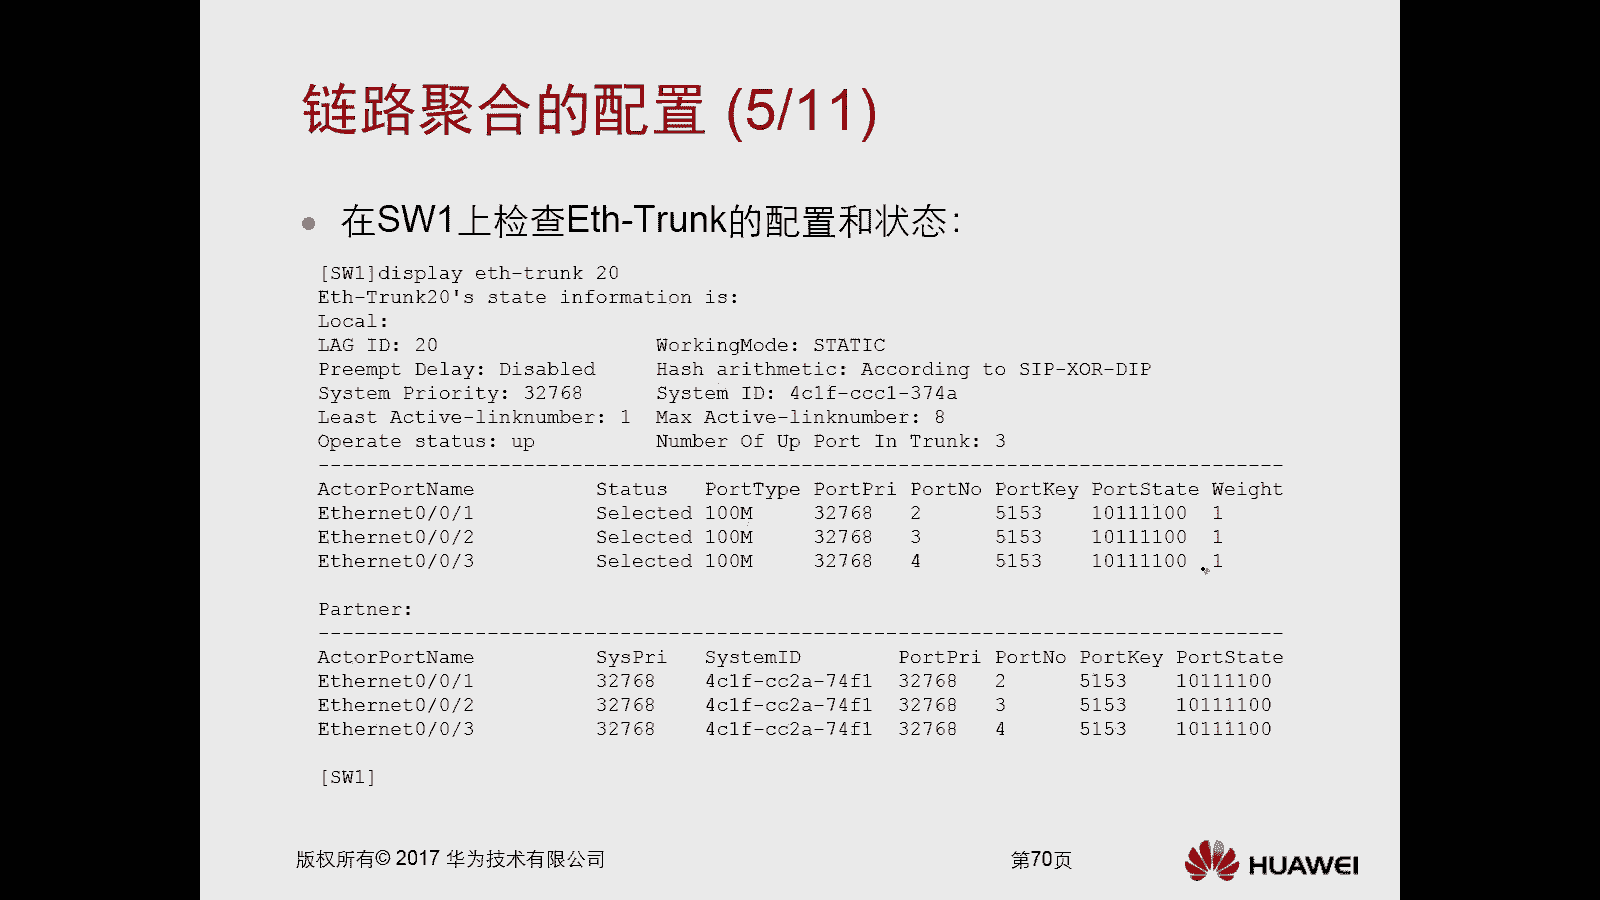 链路聚合的配置 (5/11)
在SW1上检查Eth-Trunk的配置和状态：
[SW1]display eth-trunk 20
Eth-Trunk20's state information is:
Local:
LAG ID: 20 WorkingMode: STATIC
Preempt Delay: Disabled Hash arithmetic: According to SIP-XOR-DIP
System Priority: 32768 System ID: 4c1f-ccc1-374a
Least Active-linknumber: 1 Max Active-linknumber: 8
Operate status: up Number Of Up Port In Trunk: 3
--------------------------------------------------------------------------------
ActorPortName Status PortType PortPri PortNo PortKey PortState Weight
Ethernet0/0/1 Selected 100M 32768 2 5153 10111100 1
Ethernet0/0/2 Selected 100M 32768 3 5153 10111100 1
Ethernet0/0/3 Selected 100M 32768 4 5153 10111100 1
Partner:
--------------------------------------------------------------------------------
ActorPortName SysPri SystemID PortPri PortNo PortKey PortState
Ethernet0/0/1 32768 4c1f-cc2a-74f1 32768 2 5153 10111100
Ethernet0/0/2 32768 4c1f-cc2a-74f1 32768 3 5153 10111100
Ethernet0/0/3 32768 4c1f-cc2a-74f1 32768 4 5153 10111100
[SW1]
版权所有© 2017 华为技术有限公司
第70页
HUAWEI